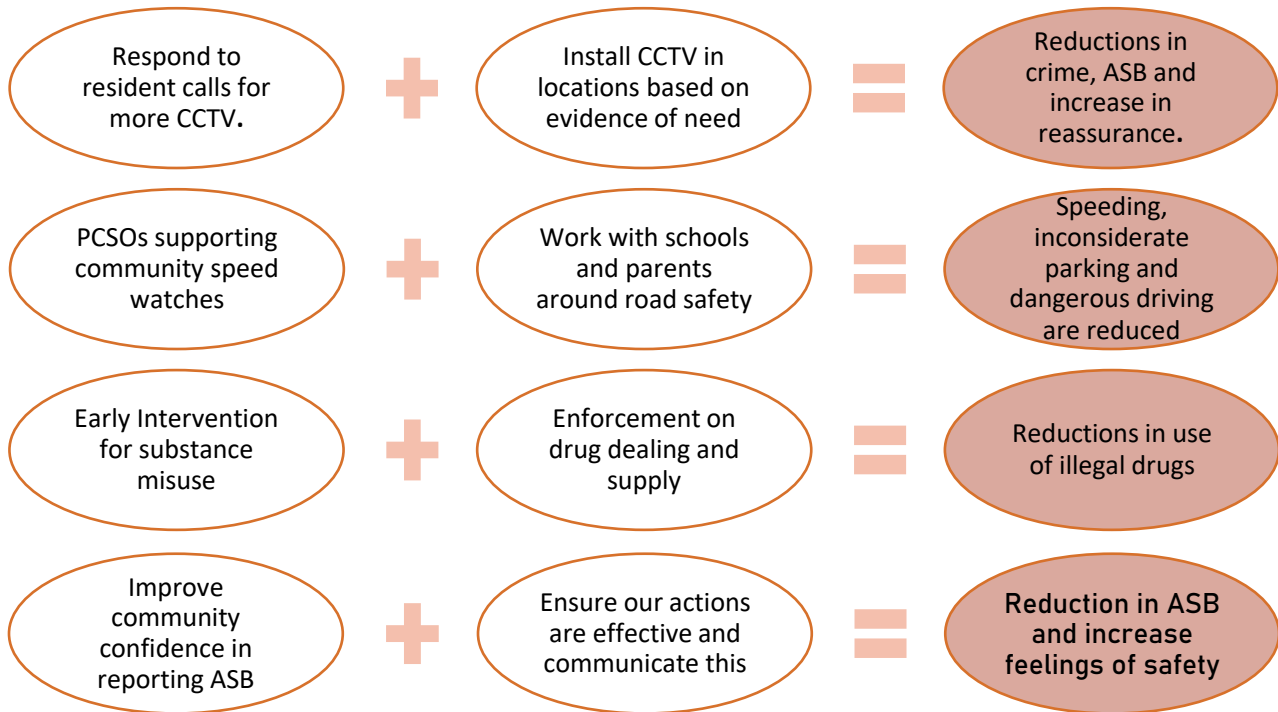 Respond to
resident calls for
more CCTV.
Install CCTV in
locations based on
evidence of need
Reductions in
crime, ASB and
increase in
reassurance.
PCSOs supporting
community speed
watches
Work with schools
and parents
around road safety
Speeding,
inconsiderate
parking and
dangerous driving
are reduced
Early Intervention
for substance
misuse
Enforcement on
drug dealing and
supply
Reductions in use
of illegal drugs
Improve
community
confidence in
reporting ASB
Ensure our actions
are effective and
communicate this
Reduction in ASB
and increase
feelings of safety